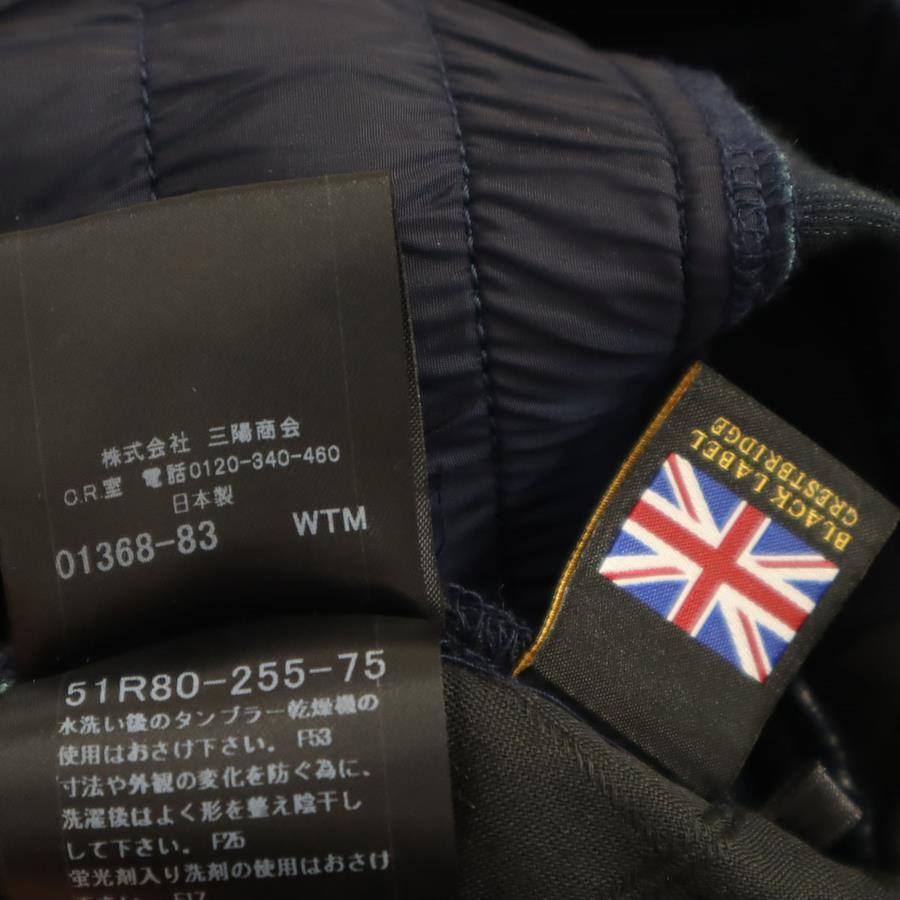 株式会社 三陽商会
C.R.室 電話0120-340-460
日本製
01368-83 WTM
51R80-255-75
水洗い後のタンブラー乾燥機の
使用はおさけ下さい。 F53
寸法や外観の変化を防ぐ為に、
洗濯後はよく形を整え陰干し
して下さい。 F26
蛍光剤入り洗剤の使用はおさけ
BLACK LABEL
CRESTBRIDGE